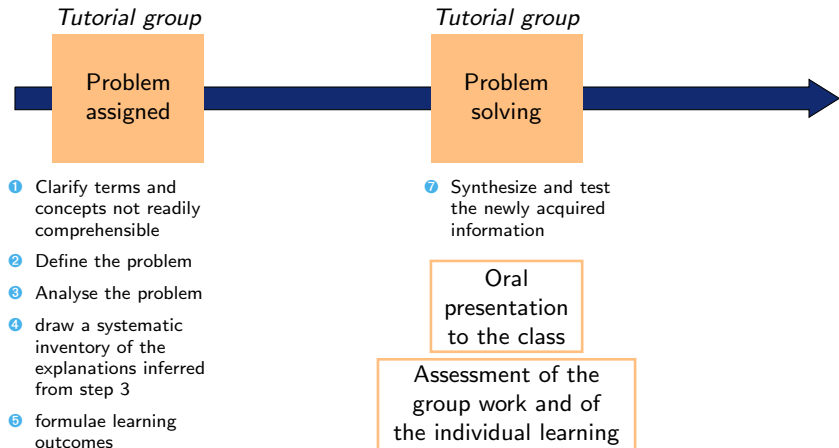 Tutorial group
Problem
assigned
❶ Clarify terms and
concepts not readily
comprehensible
❷ Define the problem
❸ Analyse the problem
❹ draw a systematic
inventory of the
explanations inferred
from step 3
❺ formulae learning
outcomes
Tutorial group
Problem
solving
❼ Synthesize and test
the newly acquired
information
Oral
presentation
to the class
Assessment of the
group work and of
the individual learning